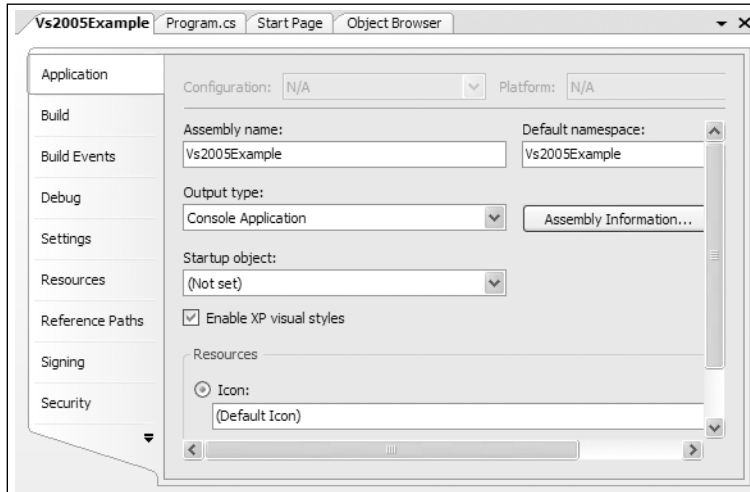 Vs2005Example Program.cs Start Page Object Browser
Application
Build
Build Events
Debug
Settings
Resources
Reference Paths
Signing
Security
Configuration: N/A Platform: N/A
Assembly name: Default namespace:
Vs2005Example Vs2005Example
Output type:
Console Application Assembly Information...
Startup object:
(Not set)
Enable XP visual styles
Resources
Icon:
(Default Icon)